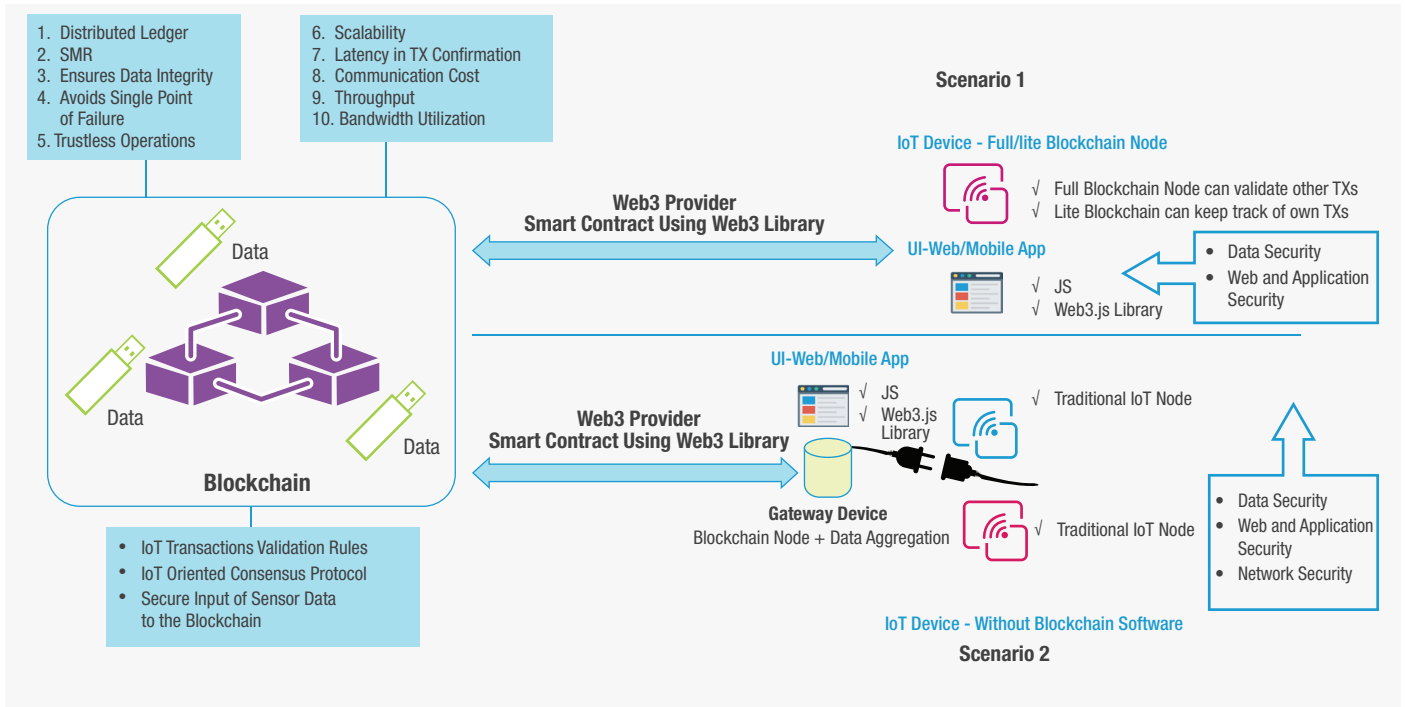 1. Distributed Ledger
2. SMR
3. Ensures Data Integrity
4. Avoids Single Point
of Failure
5. Trustless Operations
6. Scalability
7. Latency in TX Confirmation
8. Communication Cost
9. Throughput
10. Bandwidth Utilization
Data
Data
Data
Blockchain
• IoT Transactions Validation Rules
• IoT Oriented Consensus Protocol
• Secure Input of Sensor Data
to the Blockchain
Scenario 1
IoT Device - Full/lite Blockchain Node
√ Full Blockchain Node can validate other TXs
√ Lite Blockchain can keep track of own TXs
Web3 Provider
Smart Contract Using Web3 Library
UI-Web/Mobile App
√ JS
√ Web3.js Library
• Data Security
• Web and Application
Security
UI-Web/Mobile App
√ JS
√ Web3.js
Library
√ Traditional IoT Node
Web3 Provider
Smart Contract Using Web3 Library
Gateway Device
Blockchain Node + Data Aggregation
√ Traditional IoT Node
• Data Security
• Web and Application
Security
• Network Security
IoT Device - Without Blockchain Software
Scenario 2